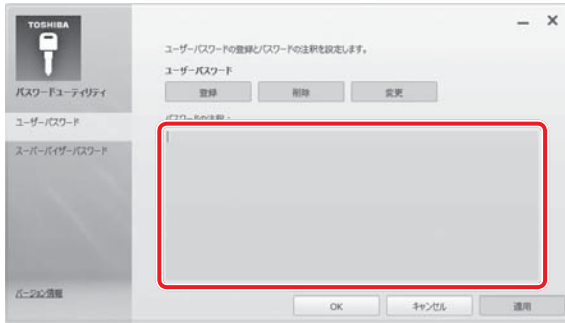 TOSHIBA
パスワードユーティリティ
ユーザーパスワード
スーパーバイザーパスワード
バージョン情報
ユーザーパスワードの登録とパスワードの注釈を設定します。
ユーザーパスワード
登録 削除 変更
パスワードの注釈：
OK キャンセル 適用